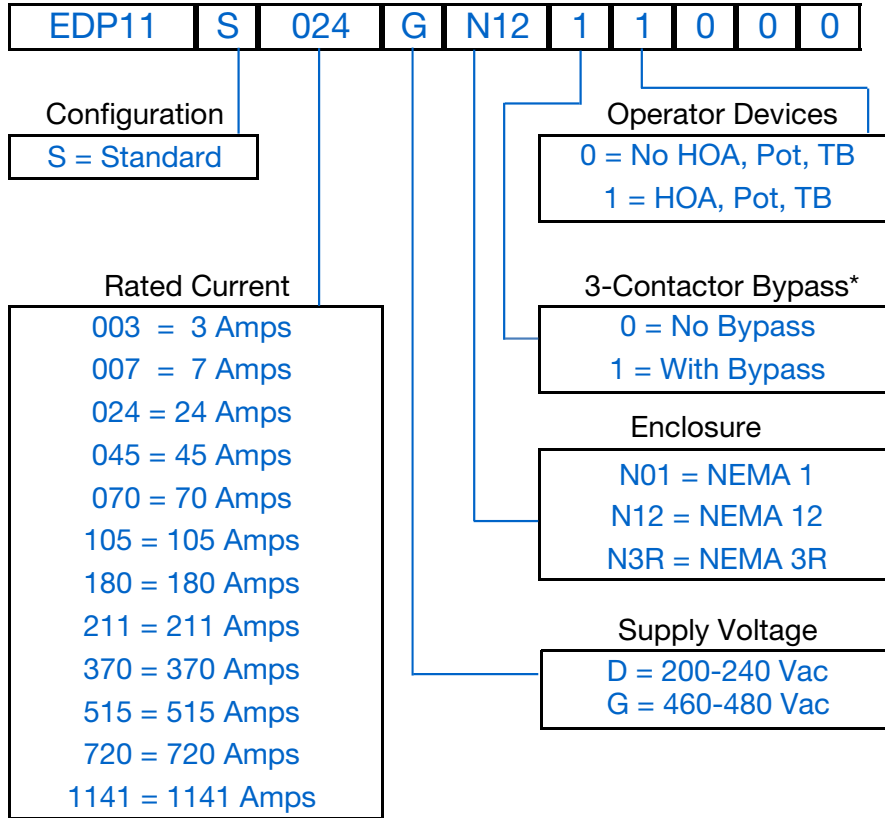 EDP11 S 024 G N12 1 1 0 0 0
Configuration
S = Standard
Operator Devices
0 = No HOA, Pot, TB
1 = HOA, Pot, TB
Rated Current
003 = 3 Amps
007 = 7 Amps
024 = 24 Amps
045 = 45 Amps
070 = 70 Amps
105 = 105 Amps
180 = 180 Amps
211 = 211 Amps
370 = 370 Amps
515 = 515 Amps
720 = 720 Amps
1141 = 1141 Amps
3-Contactor Bypass*
0 = No Bypass
1 = With Bypass
Enclosure
N01 = NEMA 1
N12 = NEMA 12
N3R = NEMA 3R
Supply Voltage
D = 200-240 Vac
G = 460-480 Vac